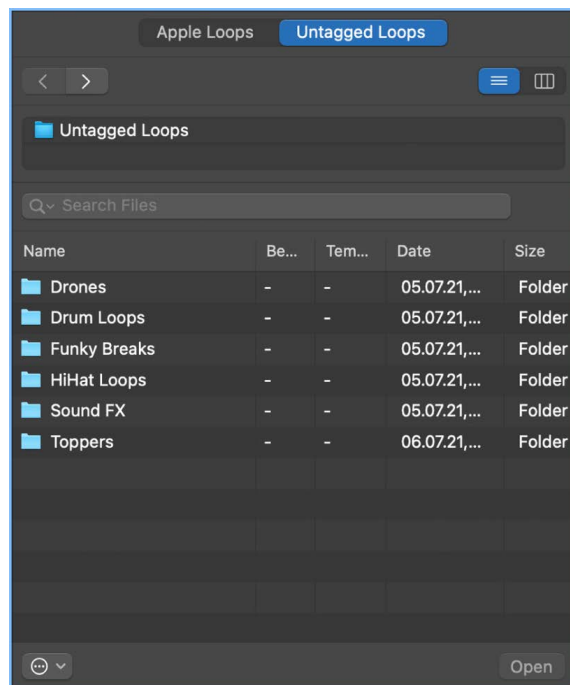 Apple Loops Untagged Loops
Untagged Loops
Search Files
Name Be... Tem... Date Size
Drones - - 05.07.21,... Folder
Drum Loops - - 05.07.21,... Folder
Funky Breaks - - 05.07.21,... Folder
HiHat Loops - - 05.07.21,... Folder
Sound FX - - 05.07.21,... Folder
Toppers - - 06.07.21,... Folder
Open